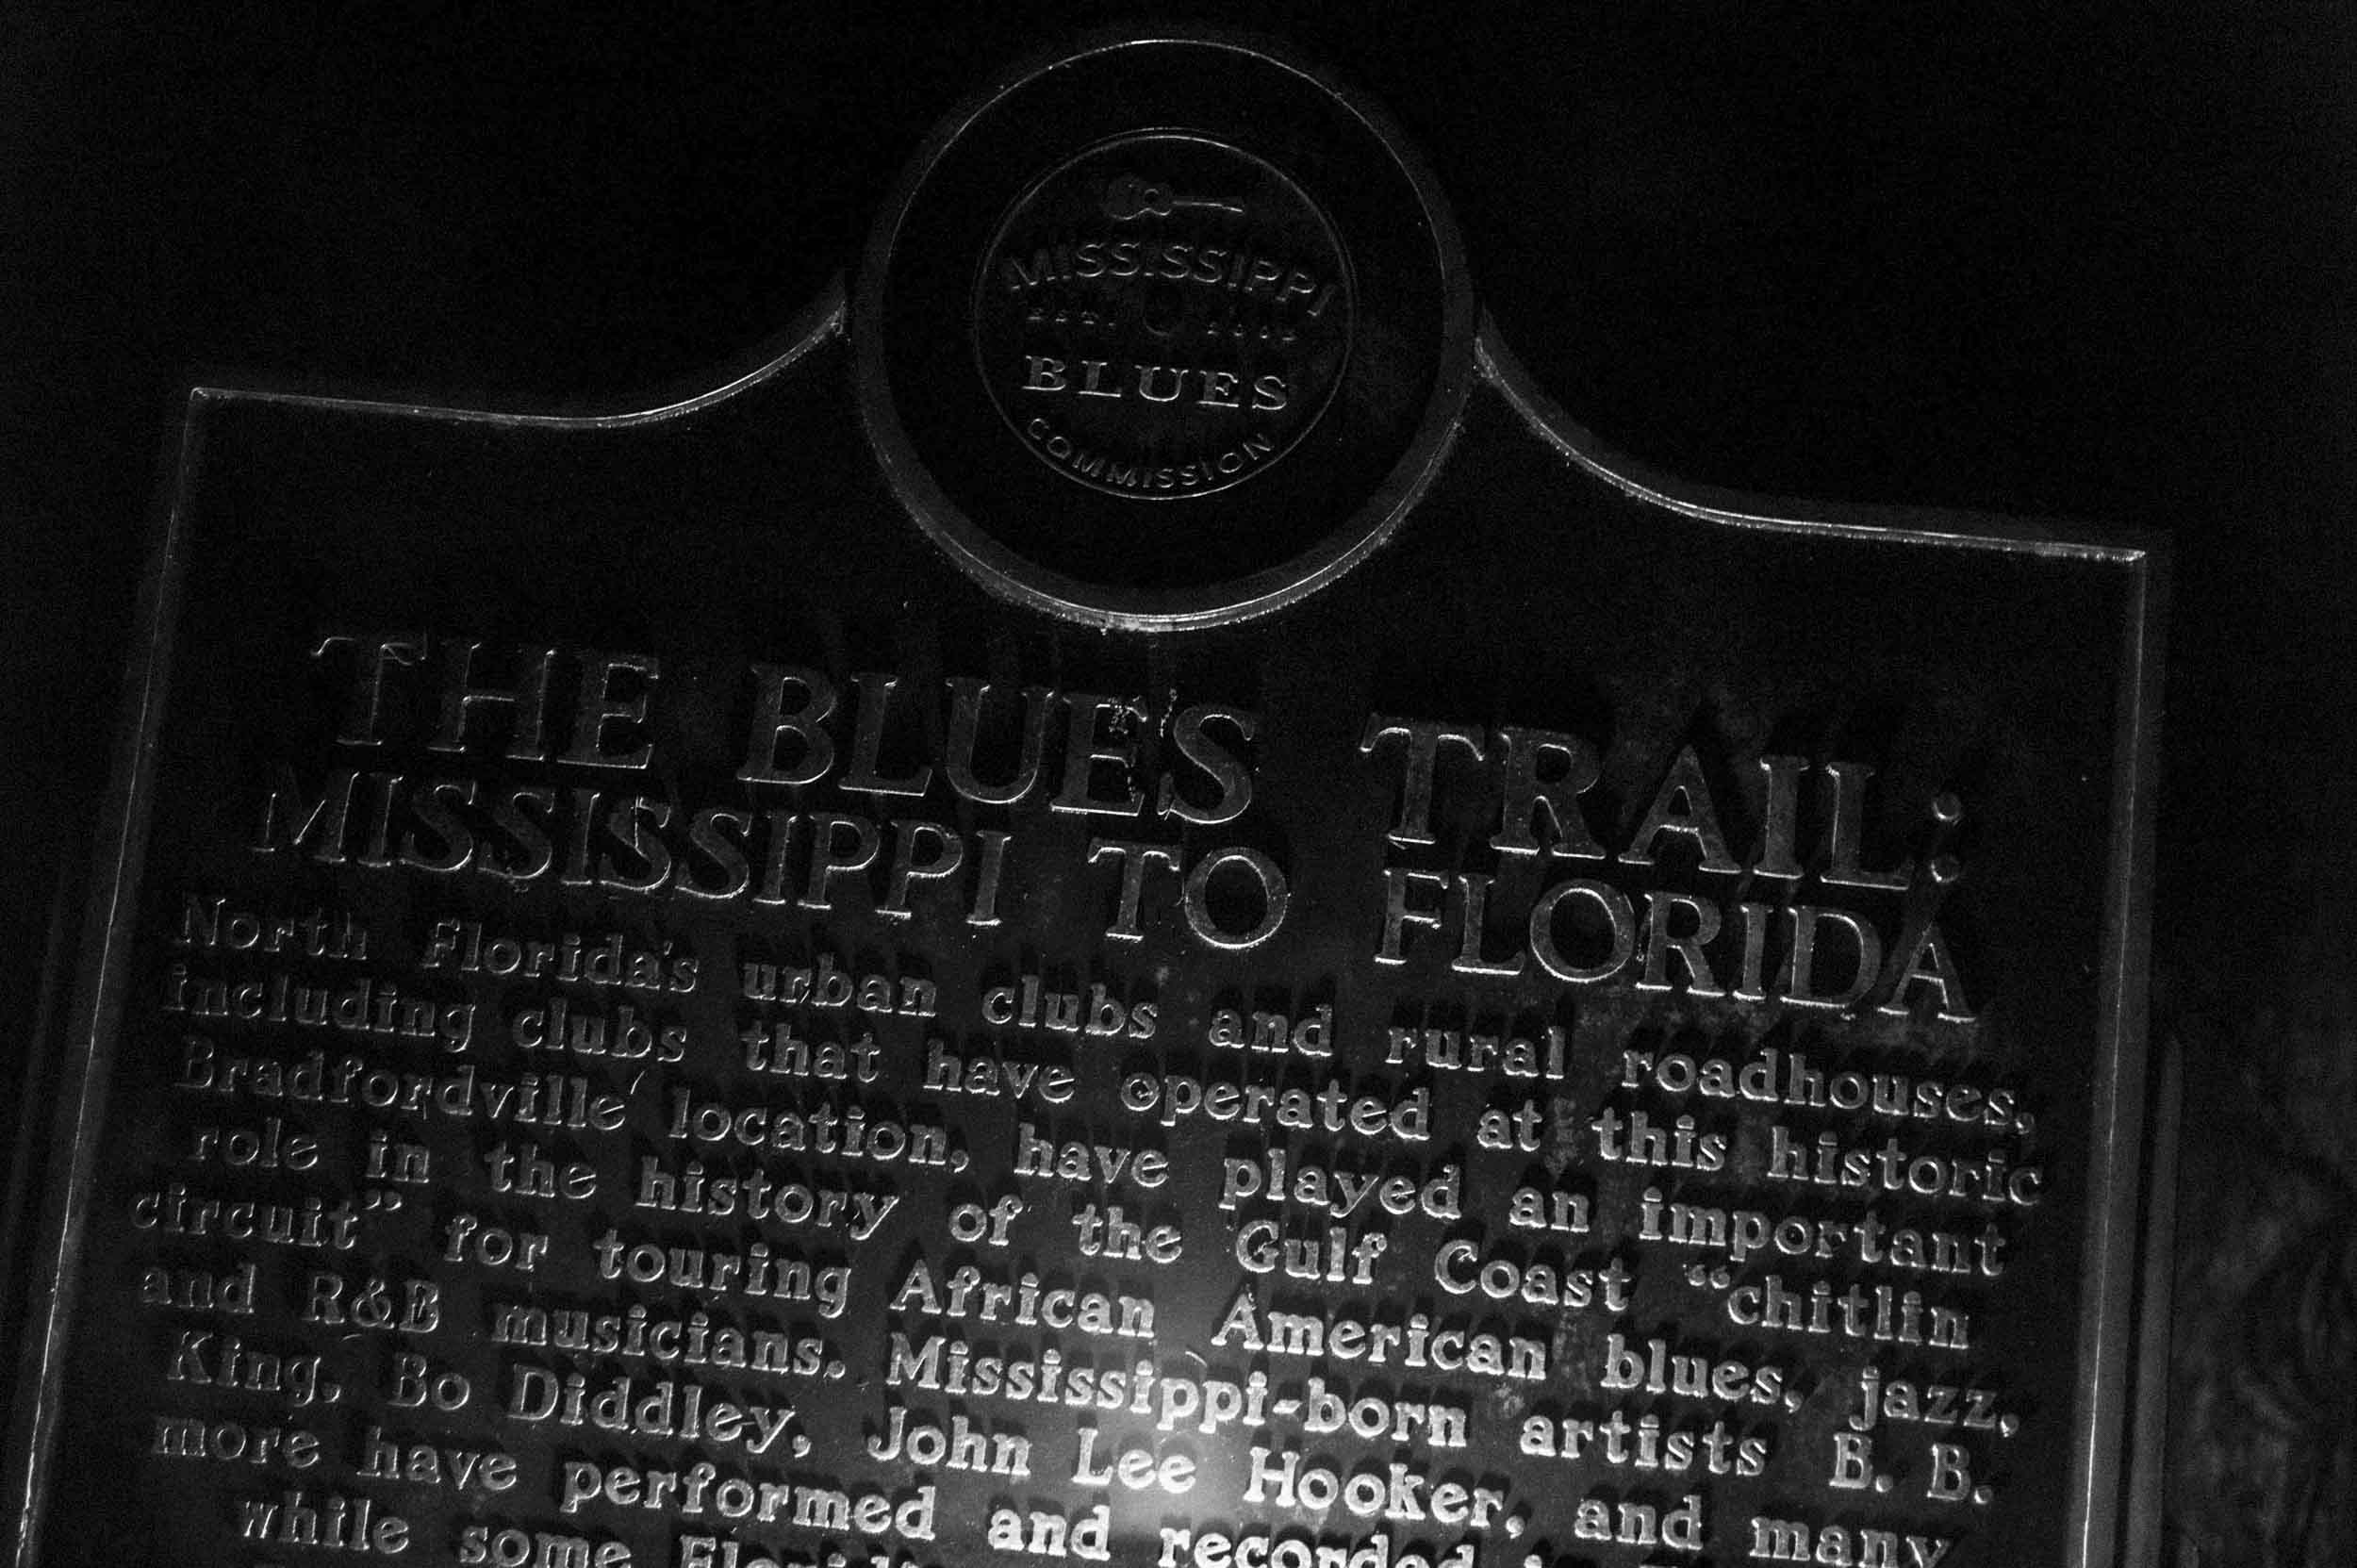 MISSISSIPPI
EST.
BLUES
COMMISSION
THE BLUES TRAIL:
MISSISSIPPI TO FLORIDA
North Florida's urban clubs and rural roadhouses,
including clubs that have operated at this historic
Bradfordville location, have played an important
role in the history of the Gulf Coast “chitlin
circuit” for touring African American blues, jazz,
and R&B musicians. Mississippi-born artists B. B.
King, Bo Diddley, John Lee Hooker, and many
more have performed and recorded
while some